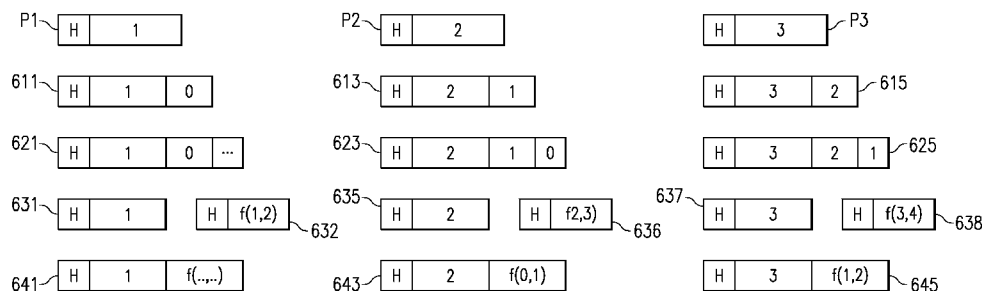 P1 H 1 P2 H 2 H 3 P3
611 H 1 0 613 H 2 1 H 3 2 615
621 H 1 0 ... 623 H 2 1 0 H 3 2 1 625
631 H 1 H f(1,2) 632 635 H 2 H f2,3) 636 637 H 3 H f(3,4) 638
641 H 1 f(..,..) 643 H 2 f(0,1) H 3 f(1,2) 645